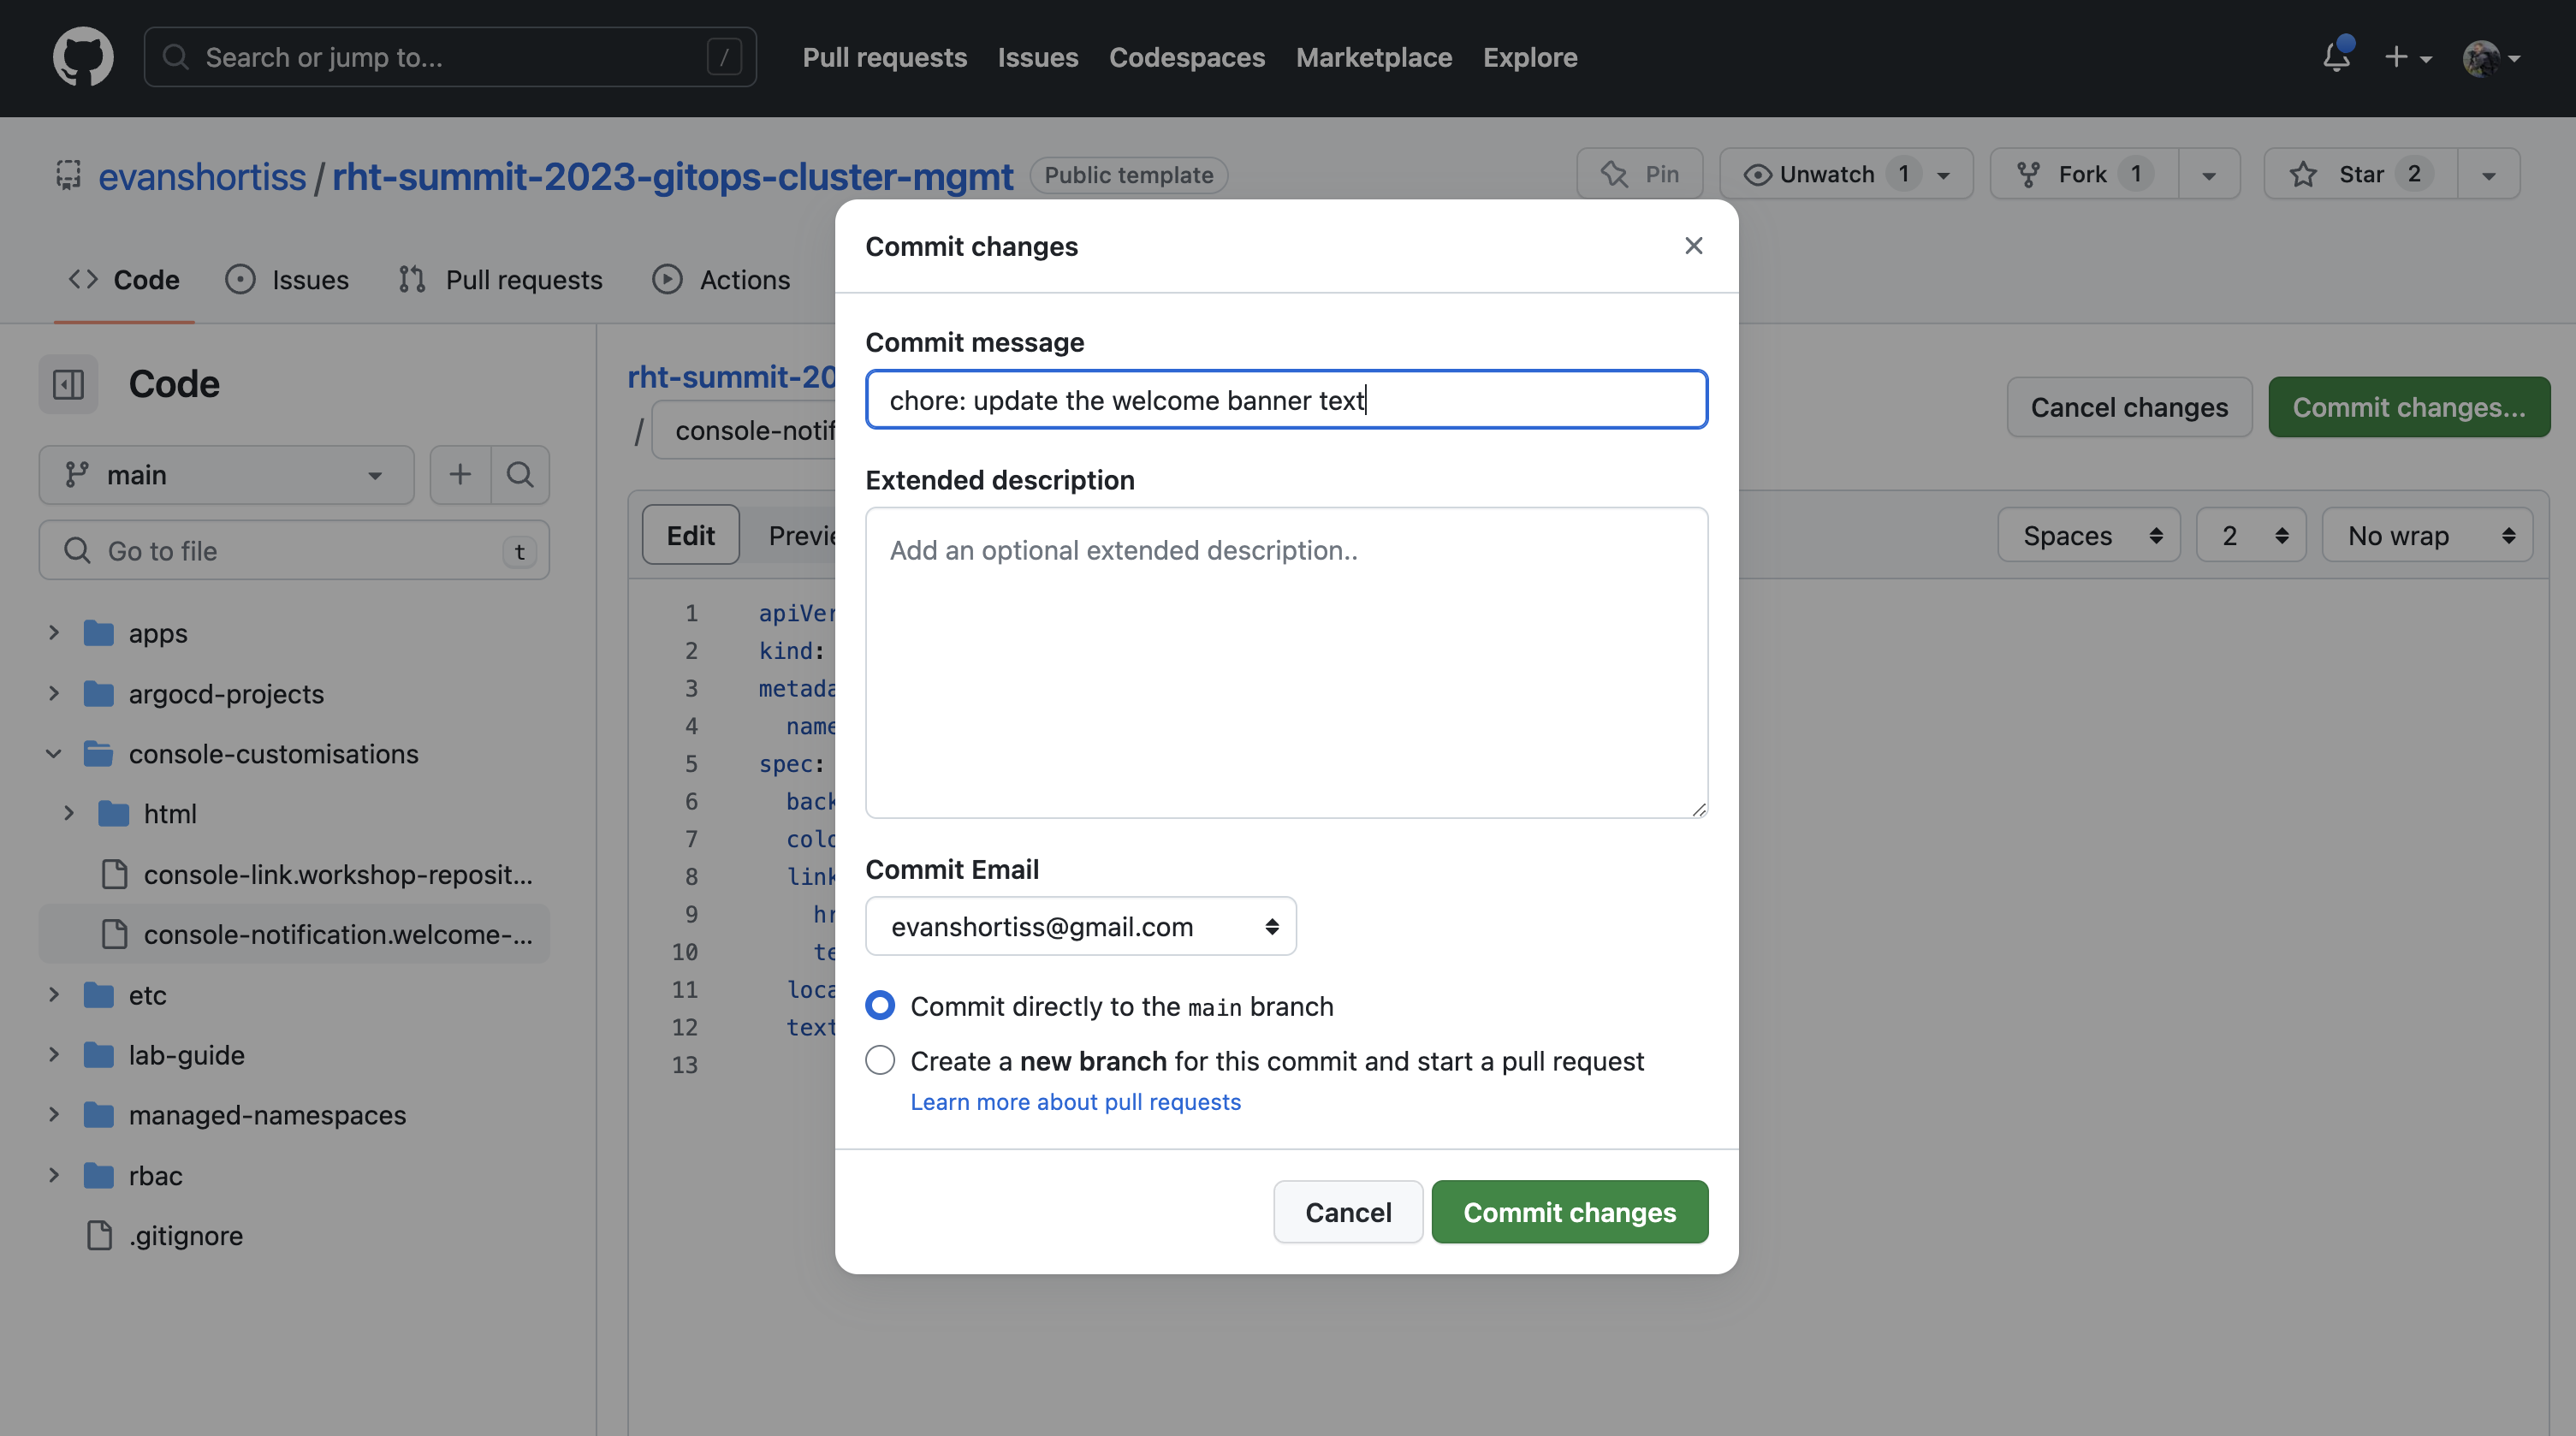 Search or jump to...
/
Pull requests
Issues
Codespaces
Marketplace
Explore
evanshortiss / rht-summit-2023-gitops-cluster-mgmt
Public template
Pin
Unwatch 1
Fork 1
Star 2
Code
Issues
Pull requests
Actions
Code
main
Go to file
t
apps
argocd-projects
console-customisations
html
console-link.workshop-reposit...
console-notification.welcome-...
etc
lab-guide
managed-namespaces
rbac
.gitignore
rht-summit-20
/
console-notif
Cancel changes
Commit changes...
Edit
Previe
Spaces
2
No wrap
1 apiVer
2 kind:
3 metada
4 name
5 spec:
6 back
7 colo
8 link
9 hr
10 te
11 loca
12 text
13
Commit changes
Commit message
chore: update the welcome banner text
Extended description
Add an optional extended description..
Commit Email
evanshortiss@gmail.com
Commit directly to the main branch
Create a new branch for this commit and start a pull request
Learn more about pull requests
Cancel
Commit changes